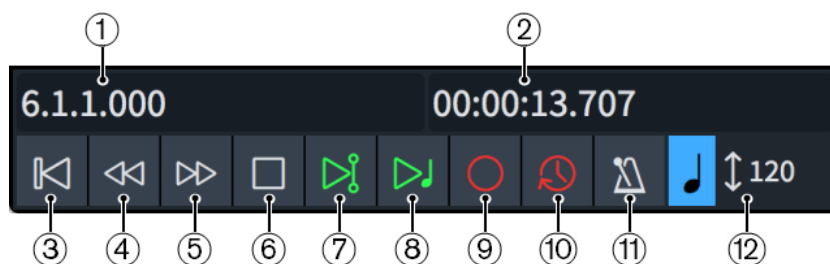 ① ②
6.1.1.000 00:00:13.707
120
③ ④ ⑤ ⑥ ⑦ ⑧ ⑨ ⑩ ⑪ ⑫